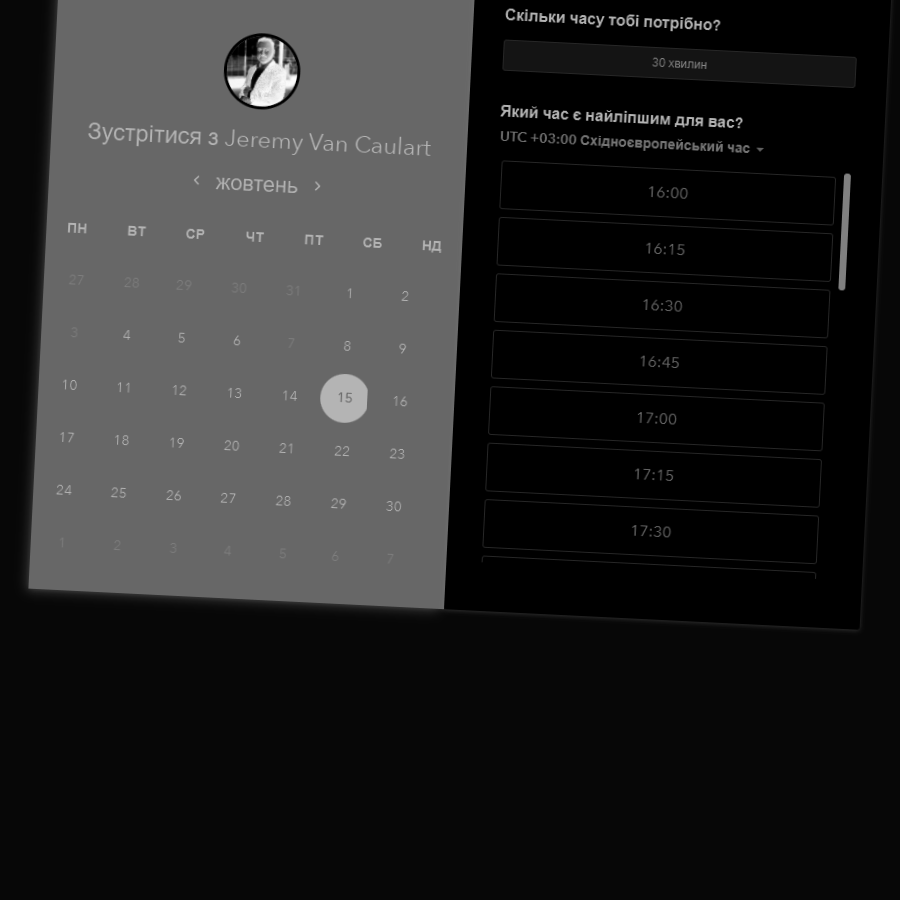 Зустрітися з Jeremy Van Caulart
жовтень
ПН ВТ СР ЧТ ПТ СБ НД
27 28 29 30 31 1 2
3 4 5 6 7 8 9
10 11 12 13 14 15 16
17 18 19 20 21 22 23
24 25 26 27 28 29 30
1 2 3 4 5 6 7
Скільки часу тобі потрібно?
30 хвилин
Який час є найліпшим для вас?
UTC +03:00 Східноєвропейський час
16:00
16:15
16:30
16:45
17:00
17:15
17:30